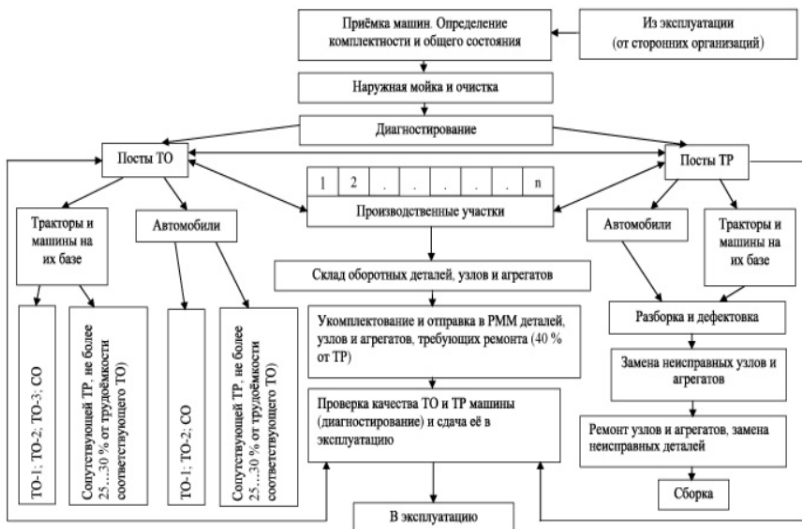 Приёмка машин. Определение
комплектности и общего состояния
Из эксплуатации
(от сторонних организаций)
Наружная мойка и очистка
Диагностирование
Посты ТО
Посты ТР
1 2 . . . . . n
Производственные участки
Тракторы и
машины на
их базе
Автомобили
Автомобили
Тракторы и
машины на
их базе
Склад оборотных деталей, узлов и агрегатов
Укомплектование и отправка в РММ деталей,
узлов и агрегатов, требующих ремонта (40 %
от ТР)
Проверка качества ТО и ТР машины
(диагностирование) и сдача её в
эксплуатацию
В эксплуатацию
ТО-1; ТО-2; ТО-3; СО
Сопутствующей ТР, не более
25…30 % от трудоёмкости
соответствующего ТО)
ТО-1; ТО-2; СО
Сопутствующей ТР, не более
25…30 % от трудоёмкости
соответствующего ТО)
Разборка и дефектовка
Замена неисправных узлов и
агрегатов
Ремонт узлов и агрегатов, замена
неисправных деталей
Сборка